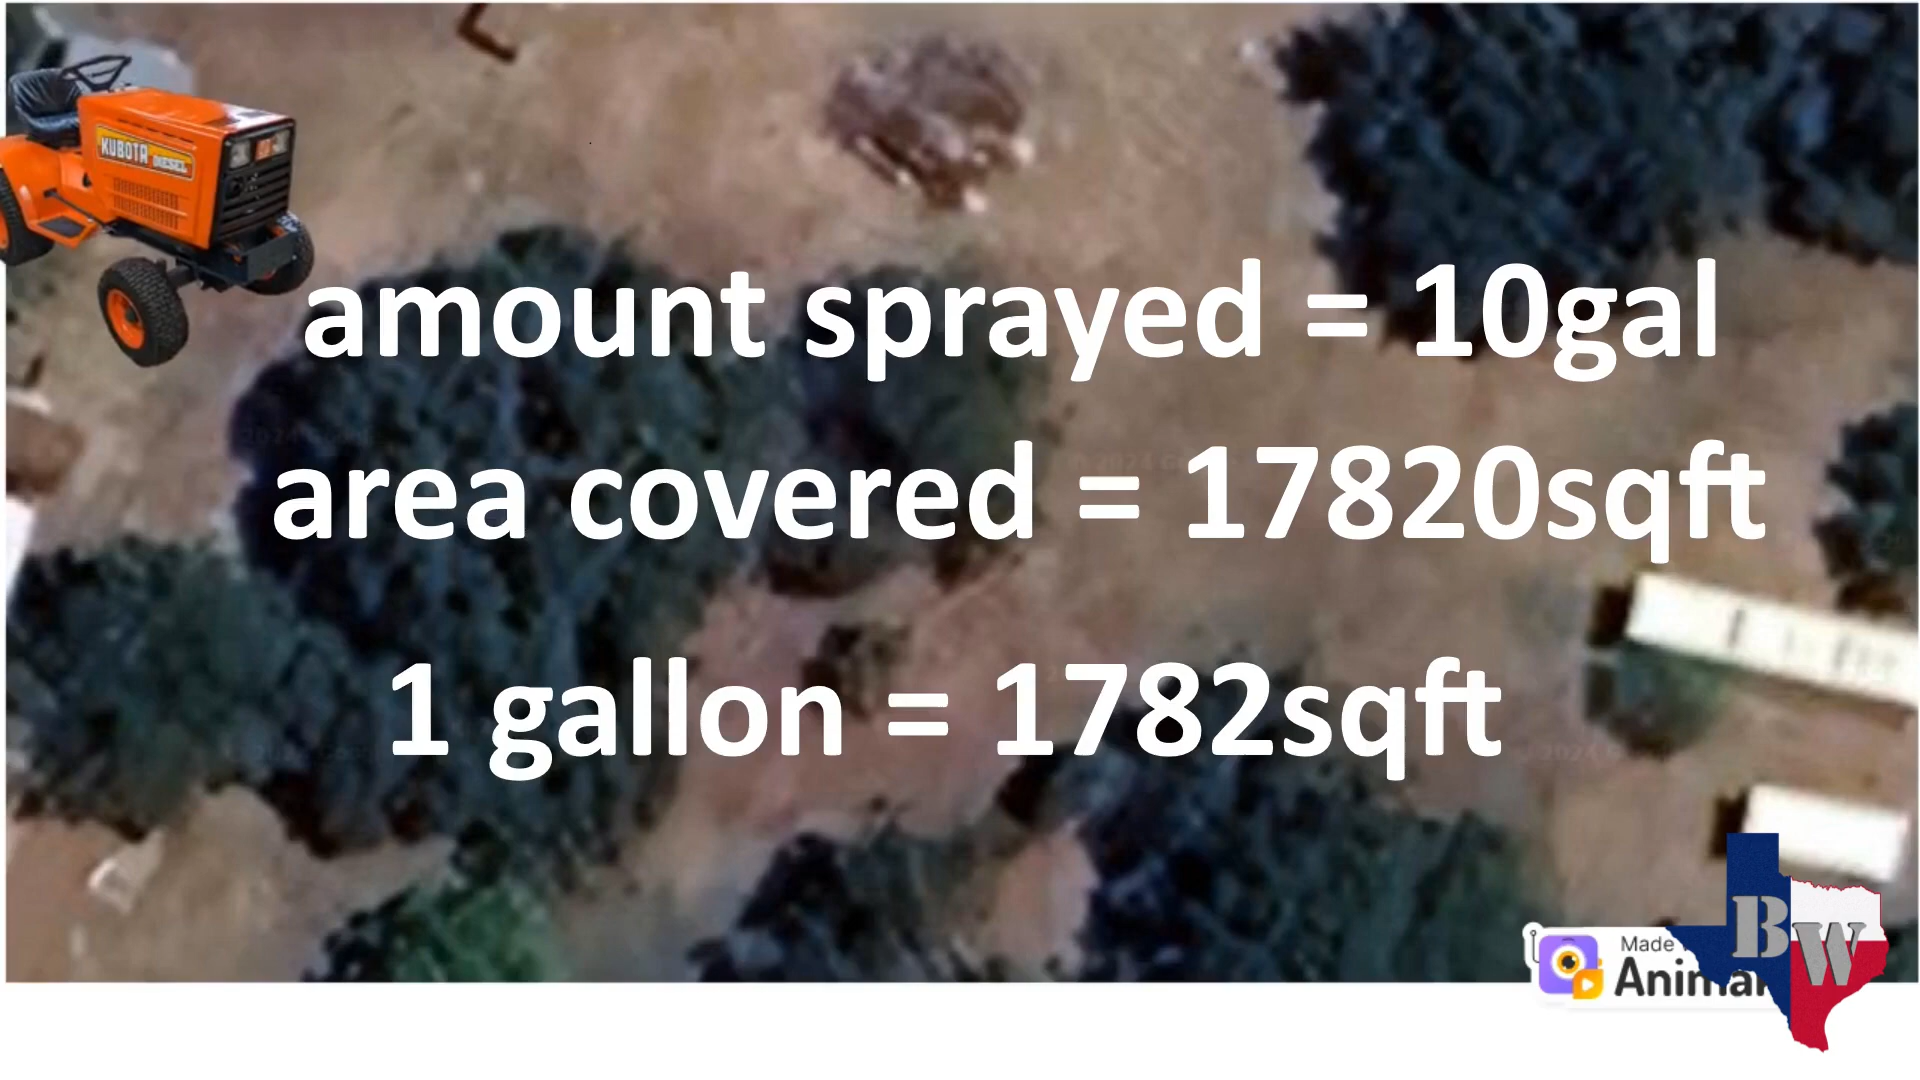 KUBOTA DIESEL
amount sprayed = 10gal
area covered = 17820sqft
1 gallon = 1782sqft
Made
BW